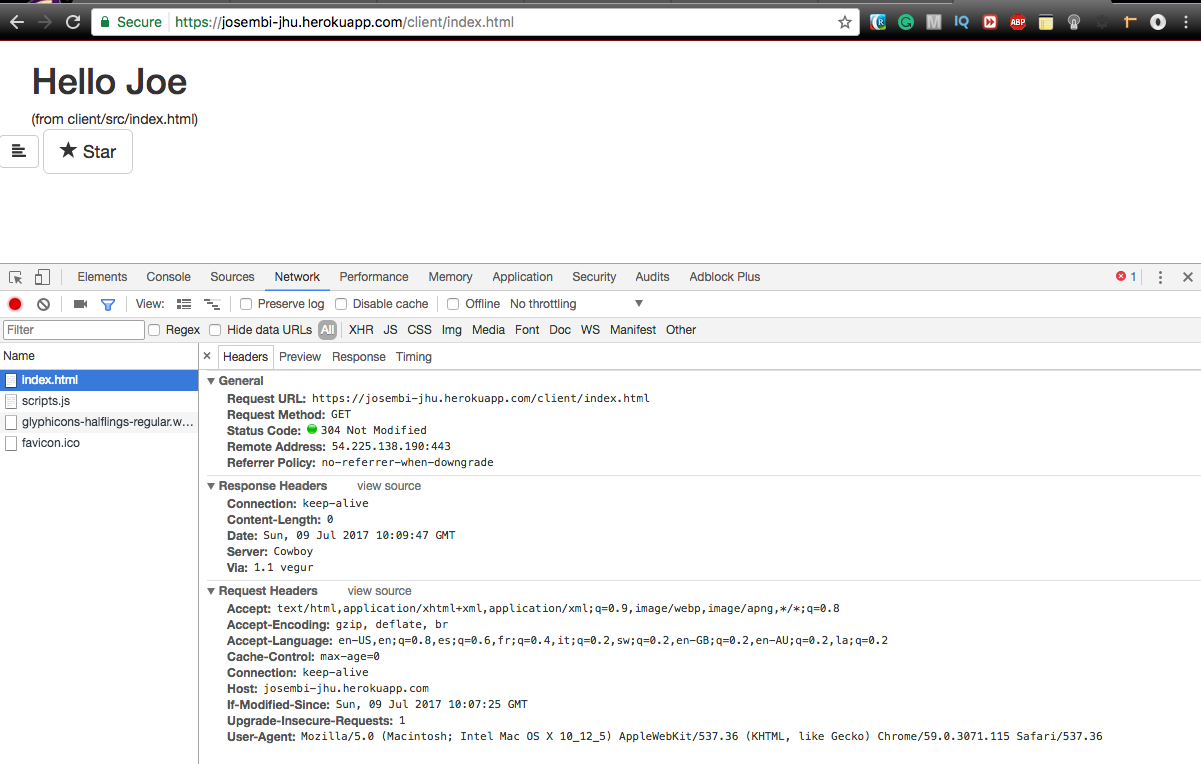 Secure https://josembi-jhu.herokuapp.com/client/index.html
Hello Joe
(from client/src/index.html)
★ Star
Elements Console Sources Network Performance Memory Application Security Audits Adblock Plus 1
View: Preserve log Disable cache Offline No throttling
Filter Regex Hide data URLs All XHR JS CSS Img Media Font Doc WS Manifest Other
Name
index.html
scripts.js
glyphicons-halflings-regular.w...
favicon.ico
× Headers Preview Response Timing
General
Request URL: https://josembi-jhu.herokuapp.com/client/index.html
Request Method: GET
Status Code: 304 Not Modified
Remote Address: 54.225.138.190:443
Referrer Policy: no-referrer-when-downgrade
Response Headers view source
Connection: keep-alive
Content-Length: 0
Date: Sun, 09 Jul 2017 10:09:47 GMT
Server: Cowboy
Via: 1.1 vegur
Request Headers view source
Accept: text/html,application/xhtml+xml,application/xml;q=0.9,image/webp,image/apng,*/*;q=0.8
Accept-Encoding: gzip, deflate, br
Accept-Language: en-US,en;q=0.8,es;q=0.6,fr;q=0.4,it;q=0.2,sw;q=0.2,en-GB;q=0.2,en-AU;q=0.2,la;q=0.2
Cache-Control: max-age=0
Connection: keep-alive
Host: josembi-jhu.herokuapp.com
If-Modified-Since: Sun, 09 Jul 2017 10:07:25 GMT
Upgrade-Insecure-Requests: 1
User-Agent: Mozilla/5.0 (Macintosh; Intel Mac OS X 10_12_5) AppleWebKit/537.36 (KHTML, like Gecko) Chrome/59.0.3071.115 Safari/537.36